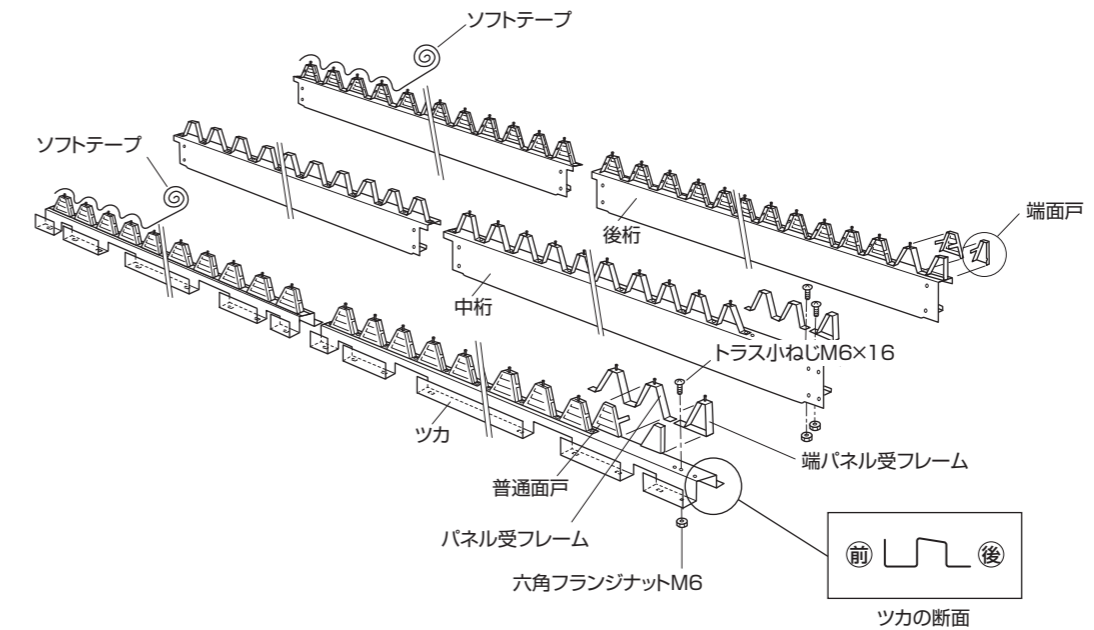 ソフトテープ
ソフトテープ
端面戸
後桁
中桁
トラス小ねじM6×16
ツカ
端パネル受フレーム
普通面戸
パネル受フレーム
六角フランジナットM6
前
後
ツカの断面